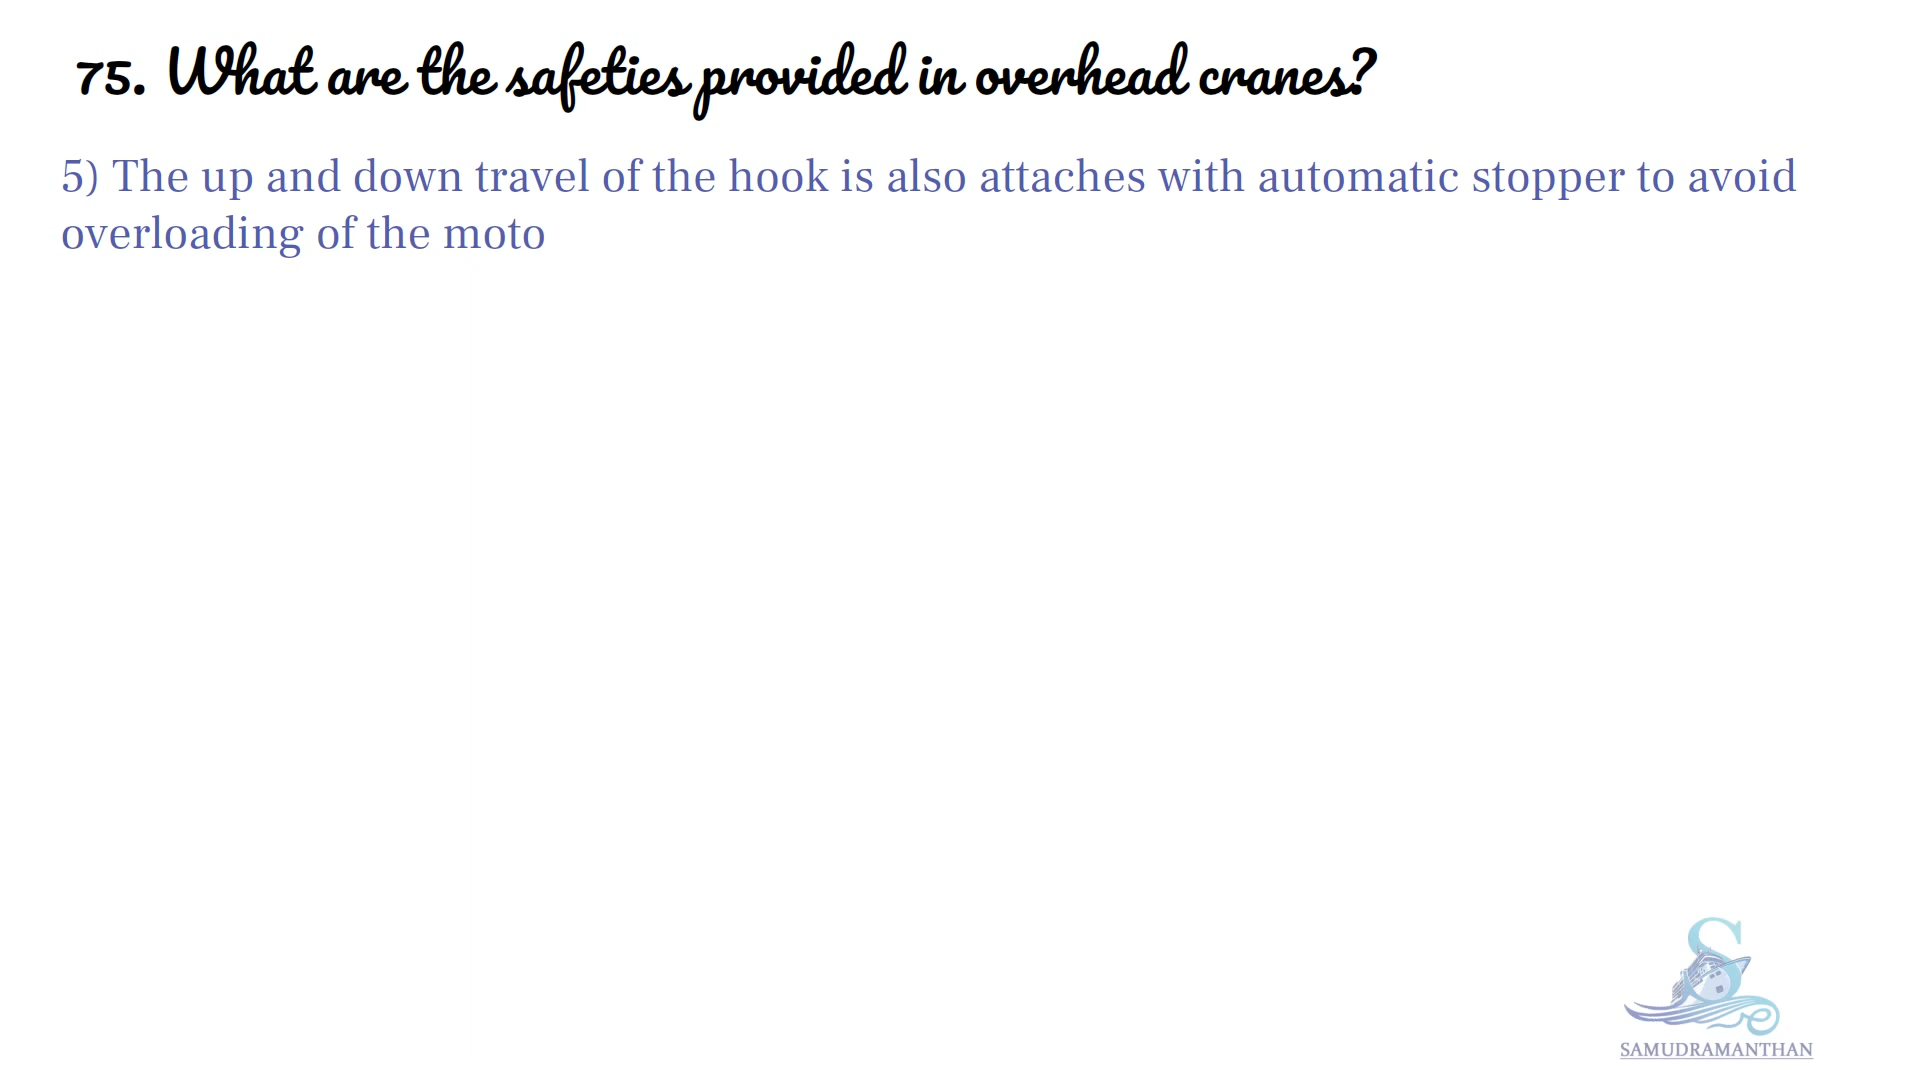 75. What are the safeties provided in overhead cranes?
5) The up and down travel of the hook is also attaches with automatic stopper to avoid
overloading of the moto
SAMUDRAMANTHAN